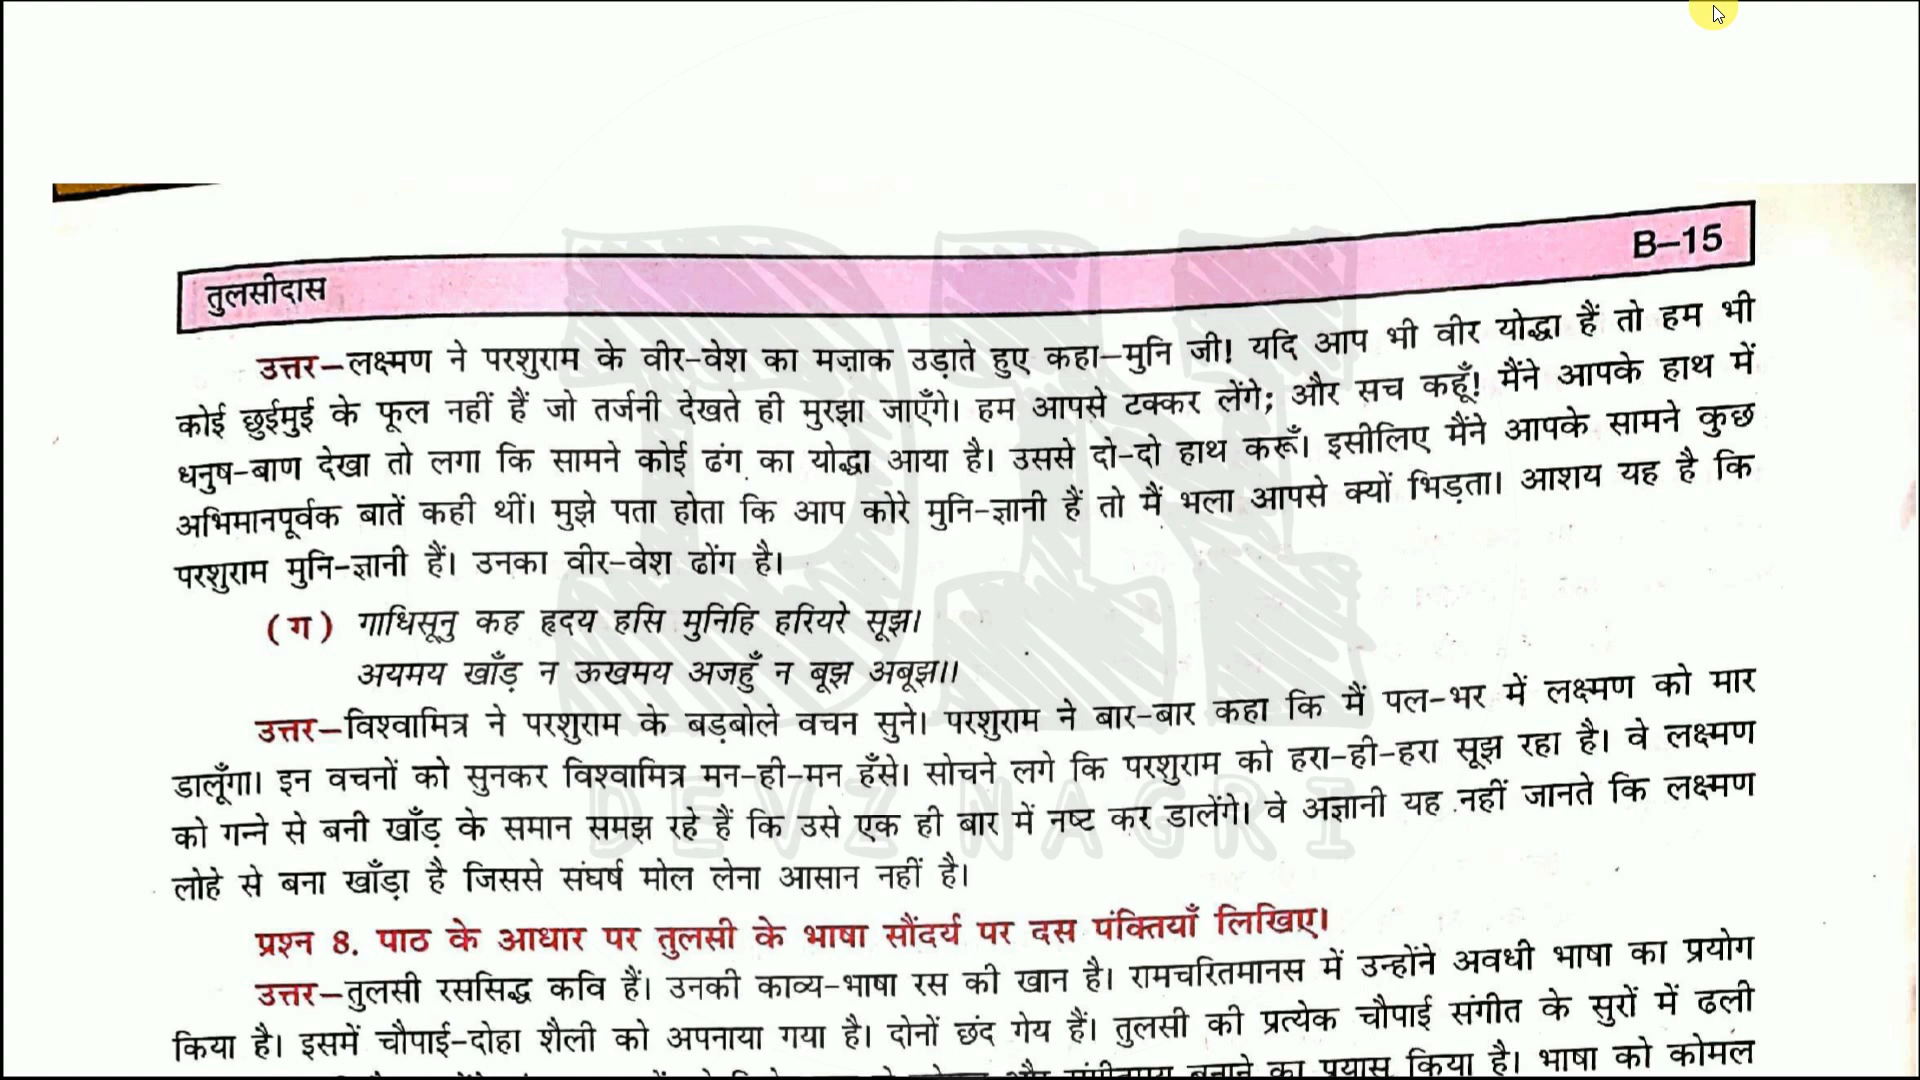 तुलसीदास
B–15
उत्तर–लक्ष्मण ने परशुराम के वीर-वेश का मज़ाक उड़ाते हुए कहा–मुनि जी! यदि आप भी वीर योद्धा हैं तो हम भी
कोई छुईमुई के फूल नहीं हैं जो तर्जनी देखते ही मुरझा जाएँगे। हम आपसे टक्कर लेंगे; और सच कहूँ! मैंने आपके हाथ में
धनुष-बाण देखा तो लगा कि सामने कोई ढंग का योद्धा आया है। उससे दो-दो हाथ करूँ। इसीलिए मैंने आपके सामने कुछ
अभिमानपूर्वक बातें कही थीं। मुझे पता होता कि आप कोरे मुनि-ज्ञानी हैं तो मैं भला आपसे क्यों भिड़ता। आशय यह है कि
परशुराम मुनि-ज्ञानी हैं। उनका वीर-वेश ढोंग है।
(ग) गाधिसूनु कह हृदय हसि मुनिहि हरियरे सूझ।
अयमय खाँड़ न ऊखमय अजहुँ न बूझ अबूझ।।
उत्तर–विश्वामित्र ने परशुराम के बड़बोले वचन सुने। परशुराम ने बार-बार कहा कि मैं पल-भर में लक्ष्मण को मार
डालूँगा। इन वचनों को सुनकर विश्वामित्र मन-ही-मन हँसे। सोचने लगे कि परशुराम को हरा-ही-हरा सूझ रहा है। वे लक्ष्मण
को गन्ने से बनी खाँड़ के समान समझ रहे हैं कि उसे एक ही बार में नष्ट कर डालेंगे। वे अज्ञानी यह नहीं जानते कि लक्ष्मण
लोहे से बना खाँड़ा है जिससे संघर्ष मोल लेना आसान नहीं है।
DEVZ NAGRI
प्रश्न 8. पाठ के आधार पर तुलसी के भाषा सौंदर्य पर दस पंक्तियाँ लिखिए।
उत्तर–तुलसी रससिद्ध कवि हैं। उनकी काव्य-भाषा रस की खान है। रामचरितमानस में उन्होंने अवधी भाषा का प्रयोग
किया है। इसमें चौपाई-दोहा शैली को अपनाया गया है। दोनों छंद गेय हैं। तुलसी की प्रत्येक चौपाई संगीत के सुरों में ढली
बनाने का प्रयास किया है। भाषा को कोमल